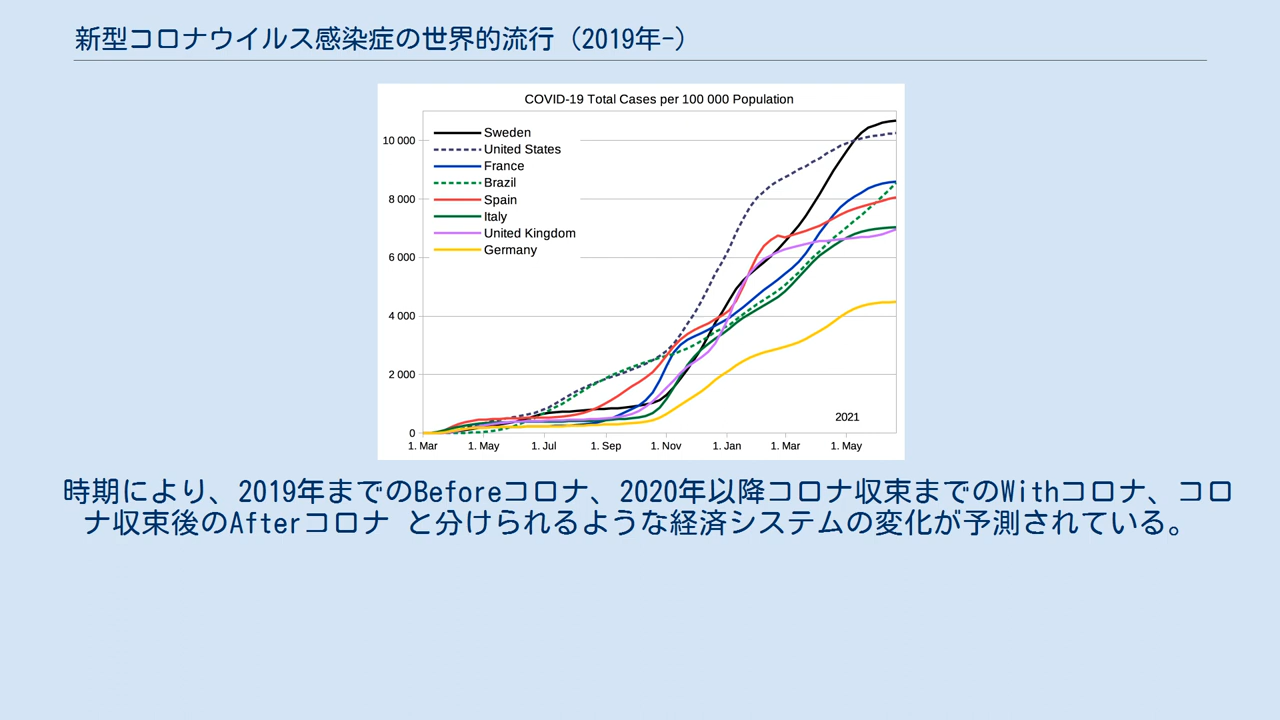 新型コロナウイルス感染症の世界的流行（2019年-）
COVID-19 Total Cases per 100 000 Population
10 000
8 000
6 000
4 000
2 000
0
Sweden
United States
France
Brazil
Spain
Italy
United Kingdom
Germany
2021
1. Mar
1. May
1. Jul
1. Sep
1. Nov
1. Jan
1. Mar
1. May
時期により、2019年までのBeforeコロナ、2020年以降コロナ収束までのWithコロナ、コロ
ナ収束後のAfterコロナ と分けられるような経済システムの変化が予測されている。